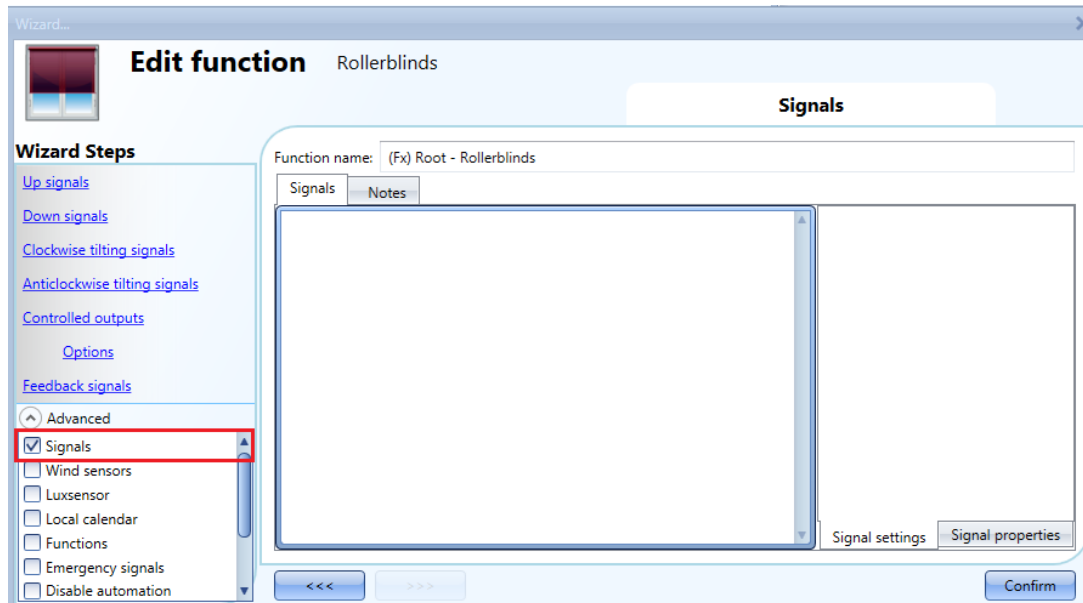 Wizard...
Edit function Rollerblinds
Signals
Wizard Steps
Up signals
Down signals
Clockwise tilting signals
Anticlockwise tilting signals
Controlled outputs
Options
Feedback signals
Advanced
Signals
Wind sensors
Luxsensor
Local calendar
Functions
Emergency signals
Disable automation
Function name: (Fx) Root - Rollerblinds
Signals Notes
Signal settings Signal properties
<<< >>> Confirm